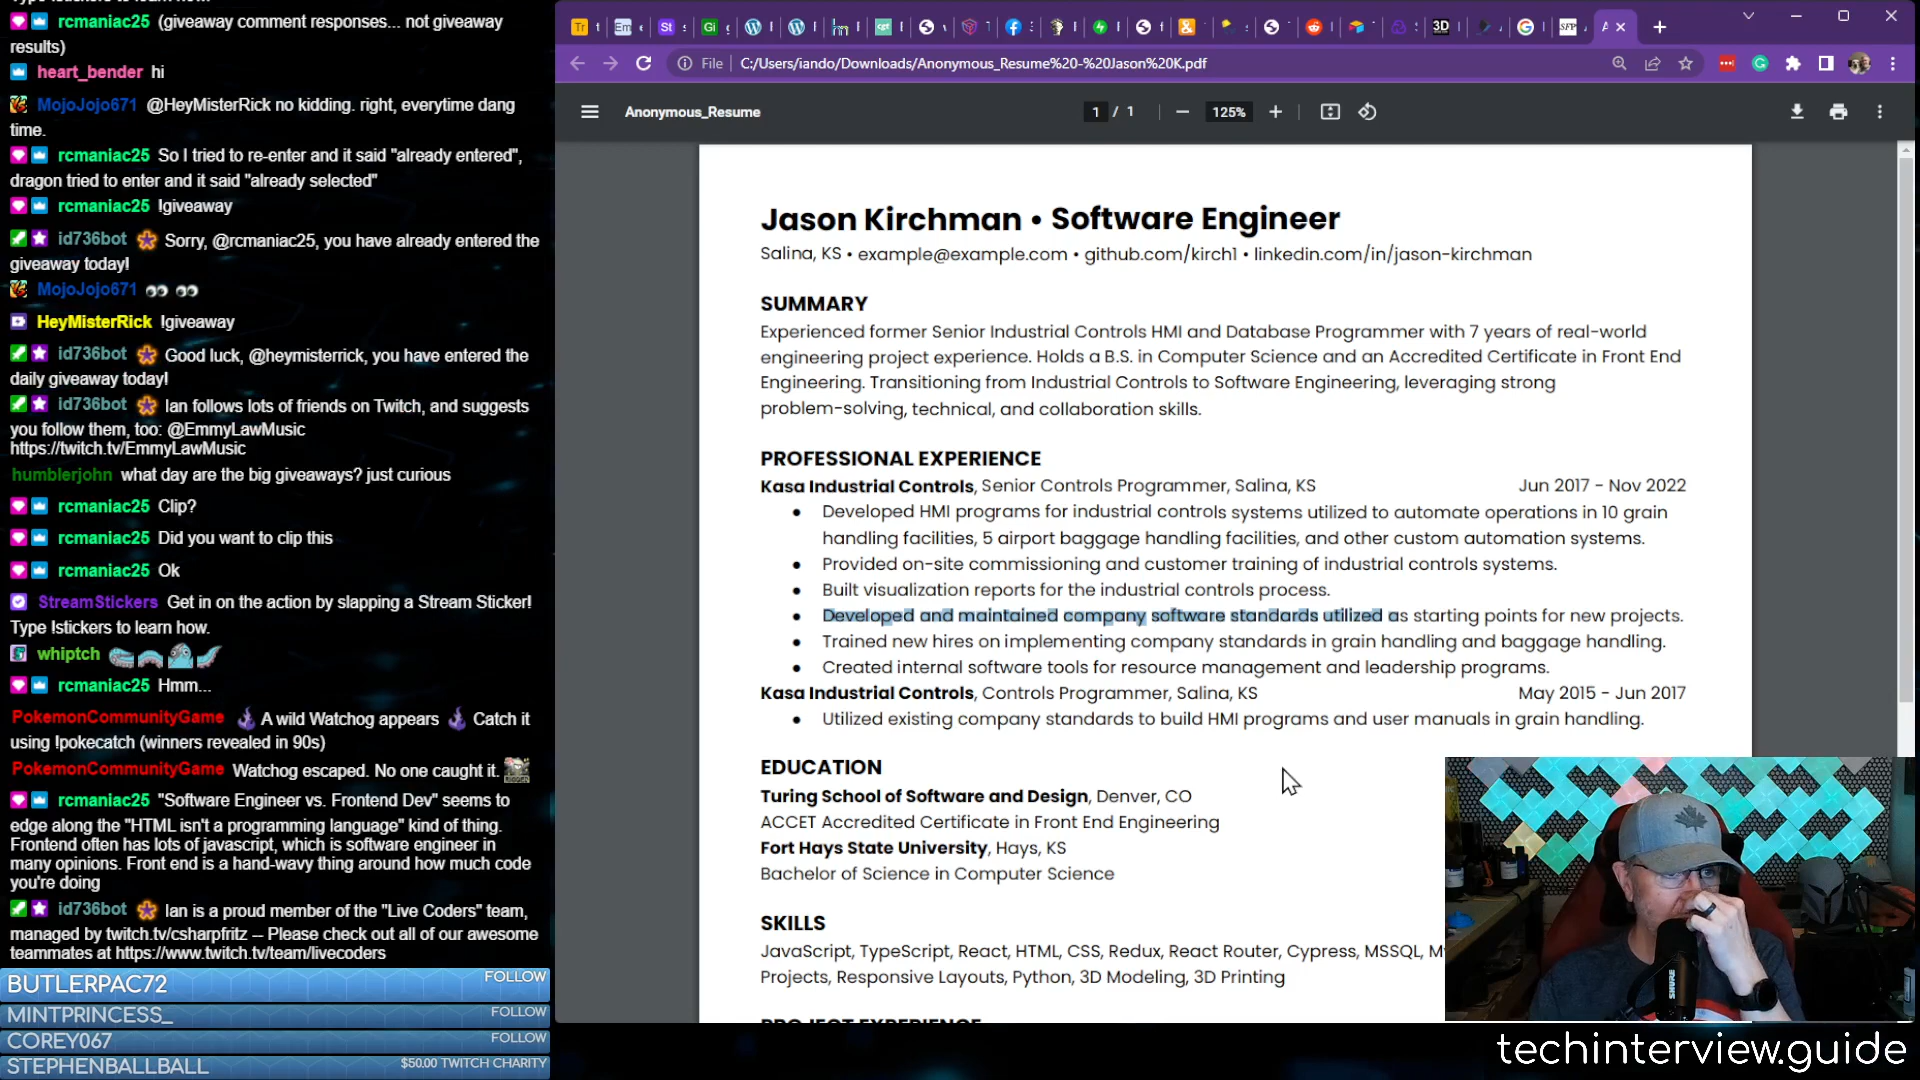 (giveaway comment responses... not giveaway
rcmaniac25 (giveaway comment responses... not giveaway
results)
heart_bender hi
MojoJojo671 @HeyMisterRick no kidding. right, everytime dang
time.
rcmaniac25 So I tried to re-enter and it said "already entered",
dragon tried to enter and it said "already selected"
rcmaniac25 !giveaway
id736bot Sorry, @rcmaniac25, you have already entered the
giveaway today!
MojoJojo671
HeyMisterRick !giveaway
id736bot Good luck, @heymisterrick, you have entered the
daily giveaway today!
id736bot Ian follows lots of friends on Twitch, and suggests
you follow them, too: @EmmyLawMusic
https://twitch.tv/EmmyLawMusic
humblerjohn what day are the big giveaways? just curious
rcmaniac25 Clip?
rcmaniac25 Did you want to clip this
rcmaniac25 Ok
StreamStickers Get in on the action by slapping a Stream Sticker!
Type !stickers to learn how.
whiptch
rcmaniac25 Hmm...
PokemonCommunityGame A wild Watchog appears Catch it
using !pokecatch (winners revealed in 90s)
PokemonCommunityGame Watchog escaped. No one caught it.
rcmaniac25 "Software Engineer vs. Frontend Dev" seems to
edge along the "HTML isn't a programming language" kind of thing.
Frontend often has lots of javascript, which is software engineer in
many opinions. Front end is a hand-wavy thing around how much code
you're doing
id736bot Ian is a proud member of the "Live Coders" team,
managed by twitch.tv/csharpfritz -- Please check out all of our awesome
teammates at https://www.twitch.tv/team/livecoders
BUTLERPAC72 FOLLOW
MINTPRINCESS_ FOLLOW
COREY067 FOLLOW
STEPHENBALLBALL $50.00 TWITCH CHARITY
File C:/Users/iando/Downloads/Anonymous_Resume%20-%20Jason%20K.pdf
Anonymous_Resume 1 / 1 125%
Jason Kirchman • Software Engineer
Salina, KS • example@example.com • github.com/kirch1 • linkedin.com/in/jason-kirchman
SUMMARY
Experienced former Senior Industrial Controls HMI and Database Programmer with 7 years of real-world
engineering project experience. Holds a B.S. in Computer Science and an Accredited Certificate in Front End
Engineering. Transitioning from Industrial Controls to Software Engineering, leveraging strong
problem-solving, technical, and collaboration skills.
PROFESSIONAL EXPERIENCE
Kasa Industrial Controls, Senior Controls Programmer, Salina, KS Jun 2017 - Nov 2022
● Developed HMI programs for industrial controls systems utilized to automate operations in 10 grain
handling facilities, 5 airport baggage handling facilities, and other custom automation systems.
● Provided on-site commissioning and customer training of industrial controls systems.
● Built visualization reports for the industrial controls process.
● Developed and maintained company software standards utilized as starting points for new projects.
● Trained new hires on implementing company standards in grain handling and baggage handling.
● Created internal software tools for resource management and leadership programs.
Kasa Industrial Controls, Controls Programmer, Salina, KS May 2015 - Jun 2017
● Utilized existing company standards to build HMI programs and user manuals in grain handling.
EDUCATION
Turing School of Software and Design, Denver, CO
ACCET Accredited Certificate in Front End Engineering
Fort Hays State University, Hays, KS
Bachelor of Science in Computer Science
SKILLS
JavaScript, TypeScript, React, HTML, CSS, Redux, React Router, Cypress, MSSQL,
Projects, Responsive Layouts, Python, 3D Modeling, 3D Printing
PROJECT EXPERIENCE
SHURE
techinterview.guide